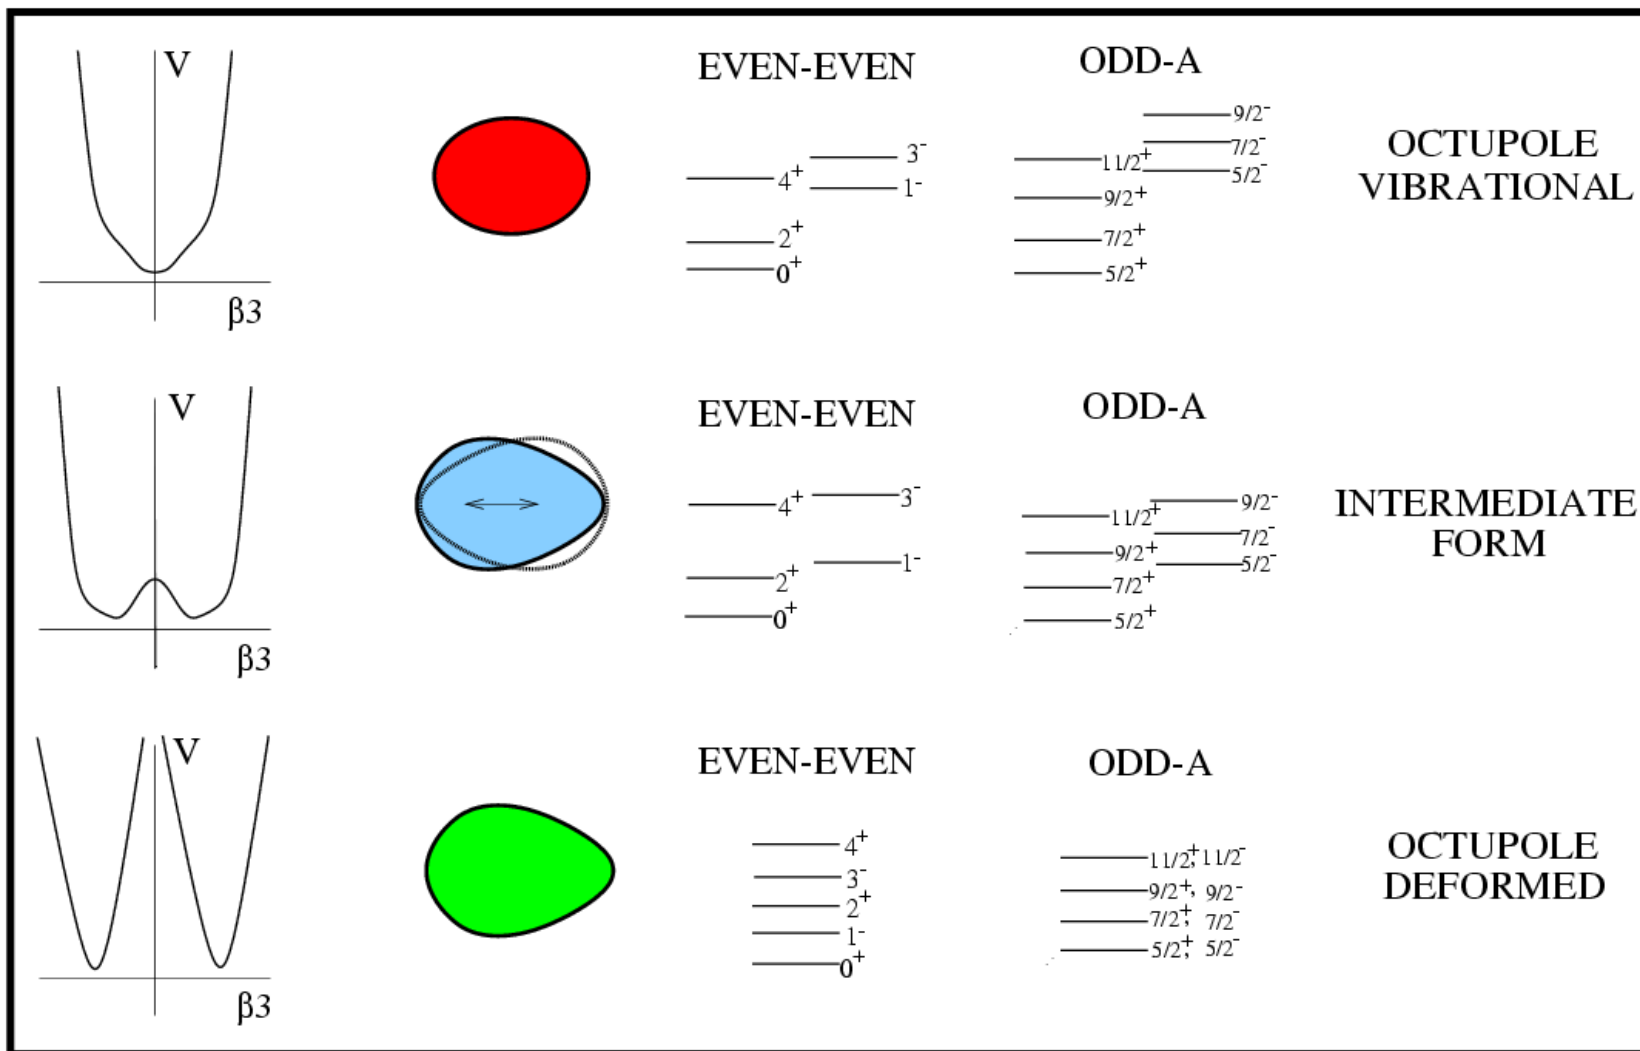 V
EVEN-EVEN
ODD-A
9/2⁻
3⁻
7/2⁻
OCTUPOLE
4⁺
1⁻
11/2⁺
5/2⁻
VIBRATIONAL
9/2⁺
2⁺
7/2⁺
0⁺
5/2⁺
β3
V
EVEN-EVEN
ODD-A
4⁺
3⁻
9/2⁻
11/2⁺
INTERMEDIATE
7/2⁻
FORM
9/2⁺
1⁻
5/2⁻
2⁺
7/2⁺
0⁺
5/2⁺
β3
V
EVEN-EVEN
ODD-A
4⁺
11/2⁺, 11/2⁻
OCTUPOLE
3⁻
9/2⁺, 9/2⁻
DEFORMED
2⁺
7/2⁺, 7/2⁻
1⁻
5/2⁺, 5/2⁻
0⁺
β3